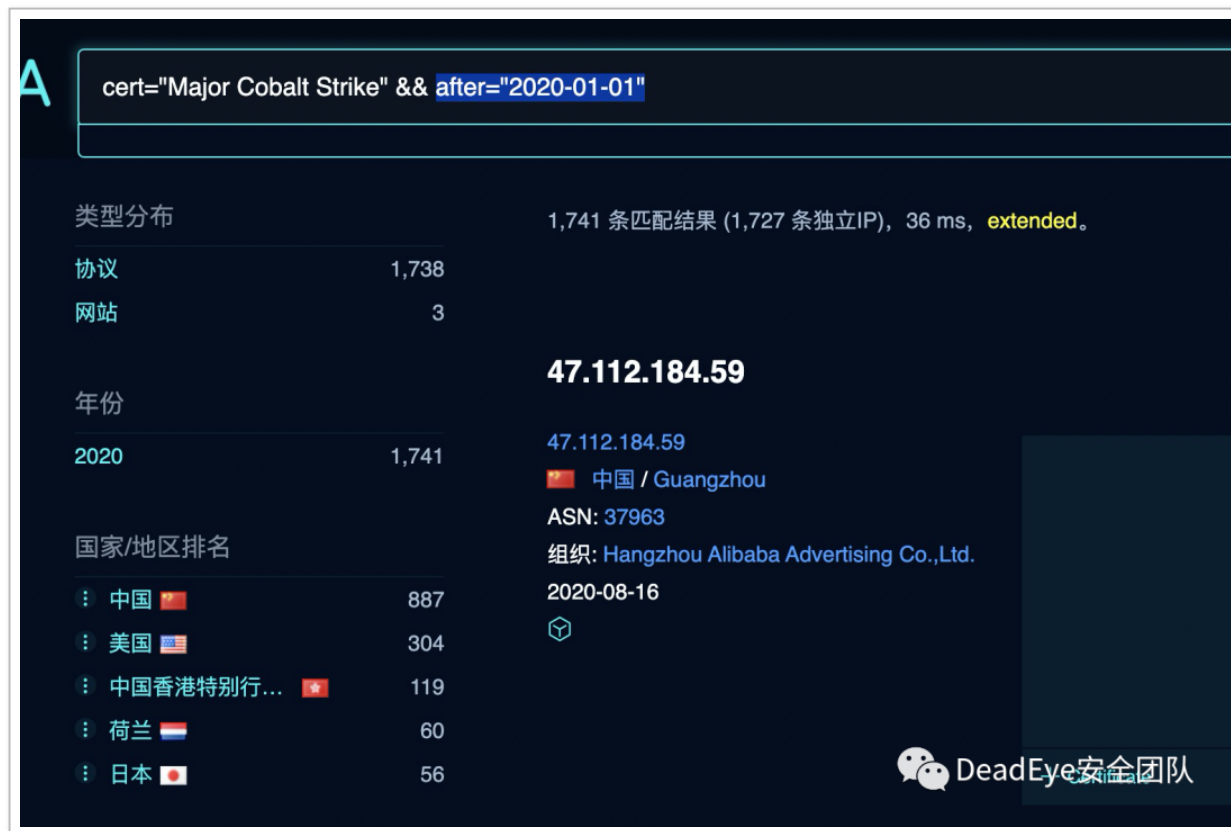 A
cert="Major Cobalt Strike" && after="2020-01-01"
类型分布
协议 1,738
网站 3
年份
2020 1,741
国家/地区排名
中国 887
美国 304
中国香港特别行... 119
荷兰 60
日本 56
1,741 条匹配结果 (1,727 条独立IP)，36 ms，extended。
47.112.184.59
47.112.184.59
中国 / Guangzhou
ASN: 37963
组织: Hangzhou Alibaba Advertising Co.,Ltd.
2020-08-16
Certificate
DeadEye安全团队